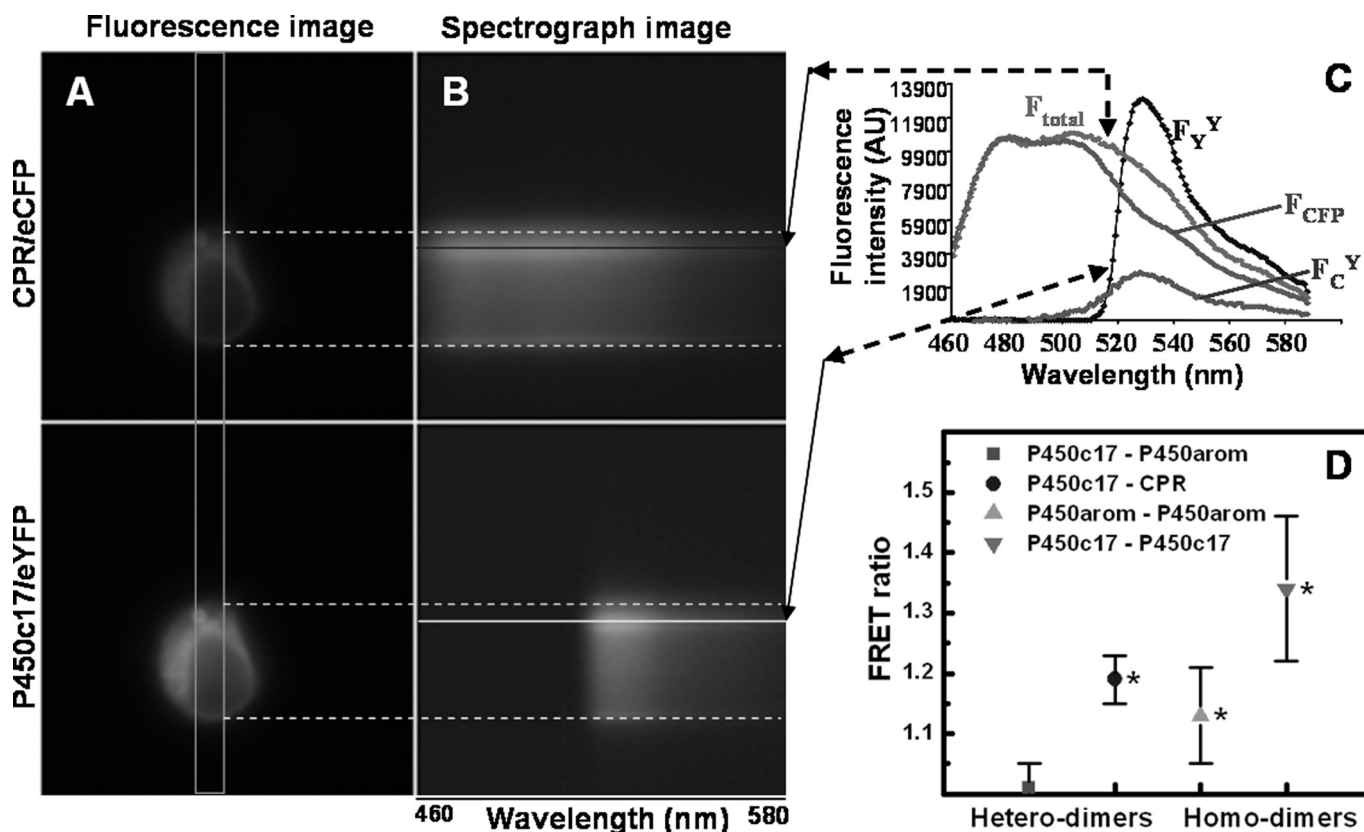 Fluorescence image
Spectrograph image
A
B
CPR/eCFP
P450c17/eYFP
460
Wavelength (nm)
580
C
Fluorescence
intensity (AU)
13900
11900
9900
7900
5900
3900
1900
F_total
F_Y^Y
F_CFP
F_C^Y
460 480 500 520 540 560 580
Wavelength (nm)
D
P450c17 - P450arom
P450c17 - CPR
P450arom - P450arom
P450c17 - P450c17
FRET ratio
1.5
1.4
1.3
1.2
1.1
*
*
*
Hetero-dimers
Homo-dimers